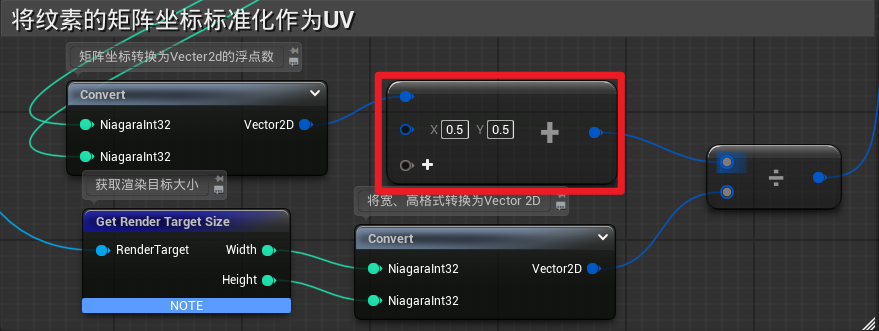 将纹素的矩阵坐标标准化作为UV
矩阵坐标转换为Vecter2d的浮点数
Convert
NiagaraInt32
Vector2D
NiagaraInt32
X 0.5 Y 0.5
获取渲染目标大小
Get Render Target Size
RenderTarget
Width
Height
NOTE
将宽、高格式转换为Vector 2D
Convert
NiagaraInt32
Vector2D
NiagaraInt32